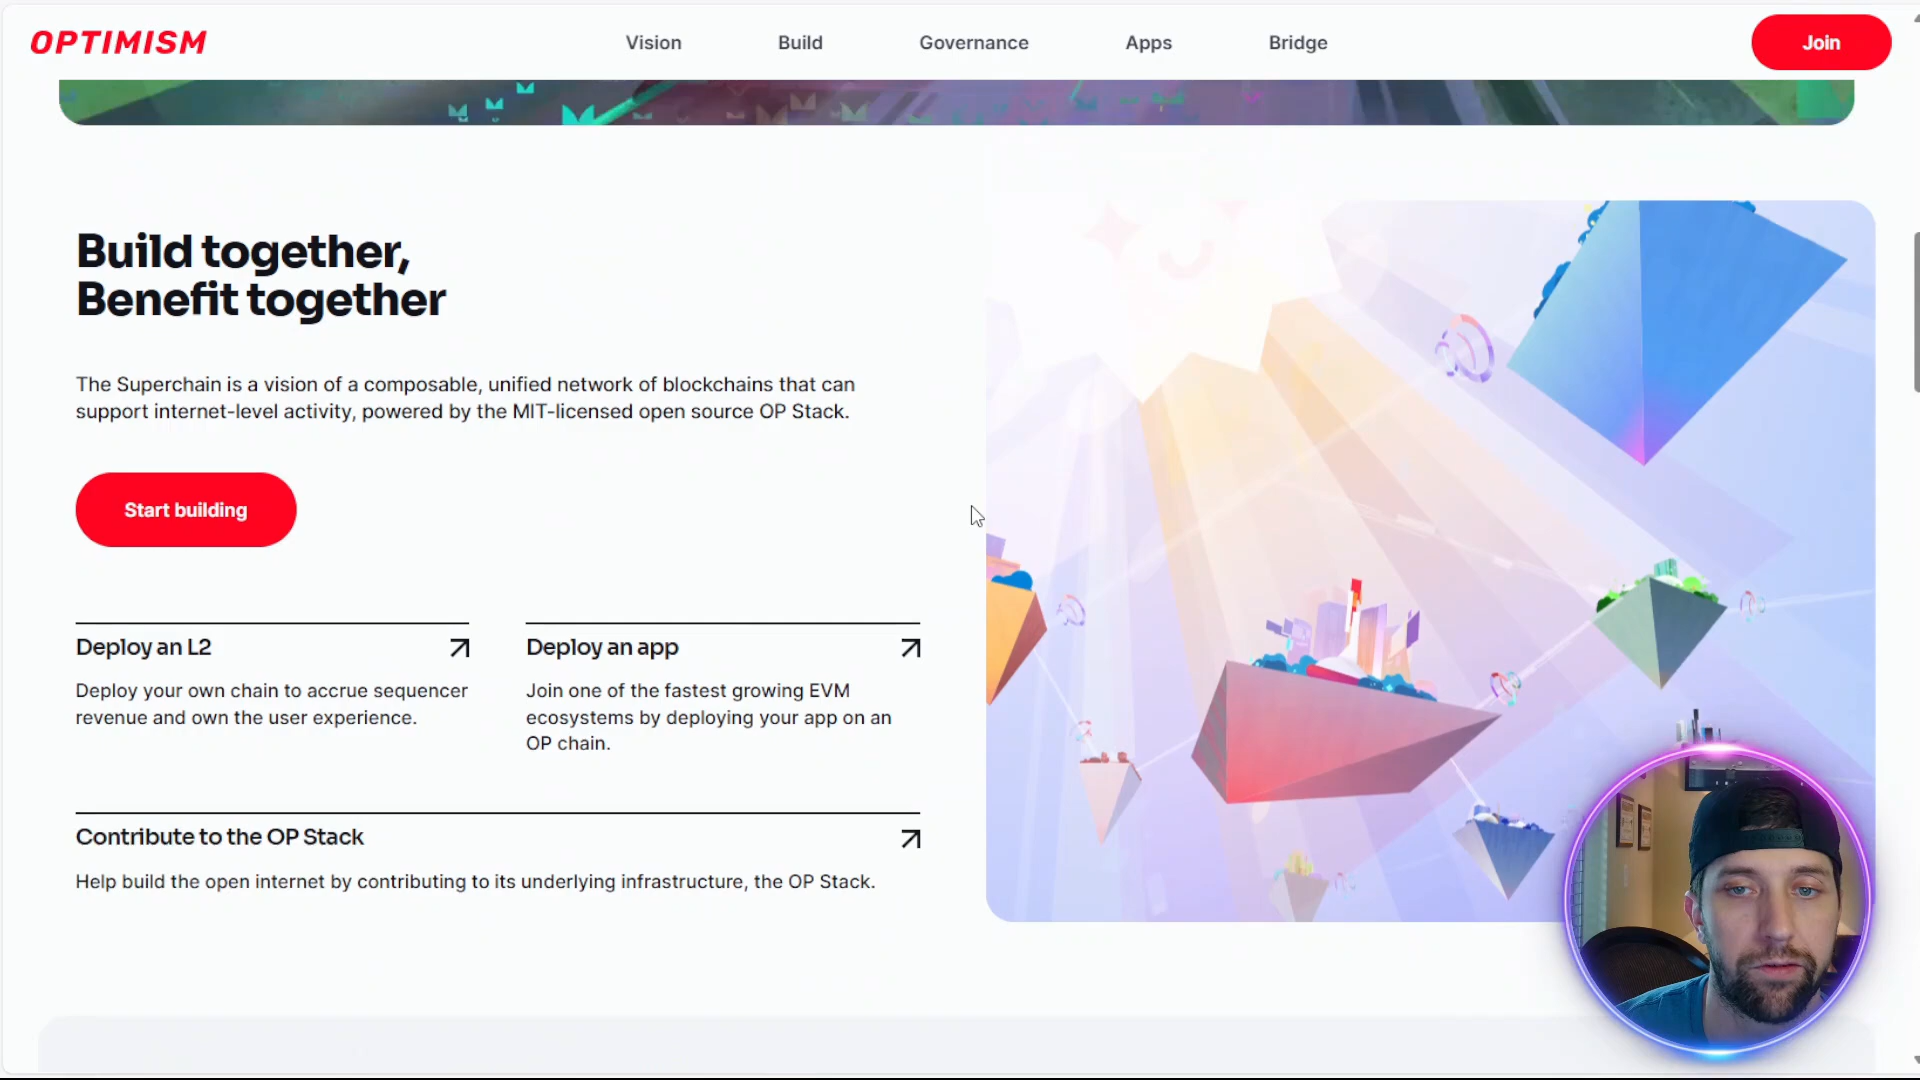 OPTIMISM
Vision
Build
Governance
Apps
Bridge
Join
Build together,
Benefit together
The Superchain is a vision of a composable, unified network of blockchains that can
support internet-level activity, powered by the MIT-licensed open source OP Stack.
Start building
Deploy an L2
Deploy your own chain to accrue sequencer
revenue and own the user experience.
Deploy an app
Join one of the fastest growing EVM
ecosystems by deploying your app on an
OP chain.
Contribute to the OP Stack
Help build the open internet by contributing to its underlying infrastructure, the OP Stack.